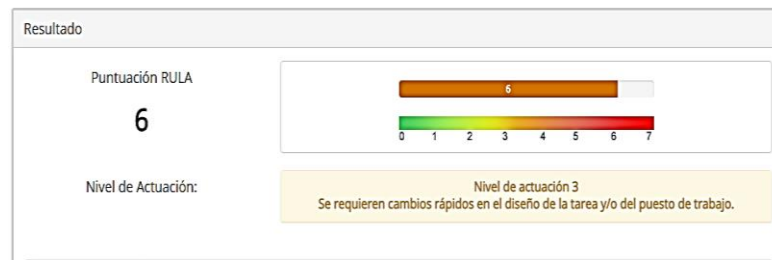 Resultado
Puntuación RULA
6
6
0 1 2 3 4 5 6 7
Nivel de Actuación:
Nivel de actuación 3
Se requieren cambios rápidos en el diseño de la tarea y/o del puesto de trabajo.